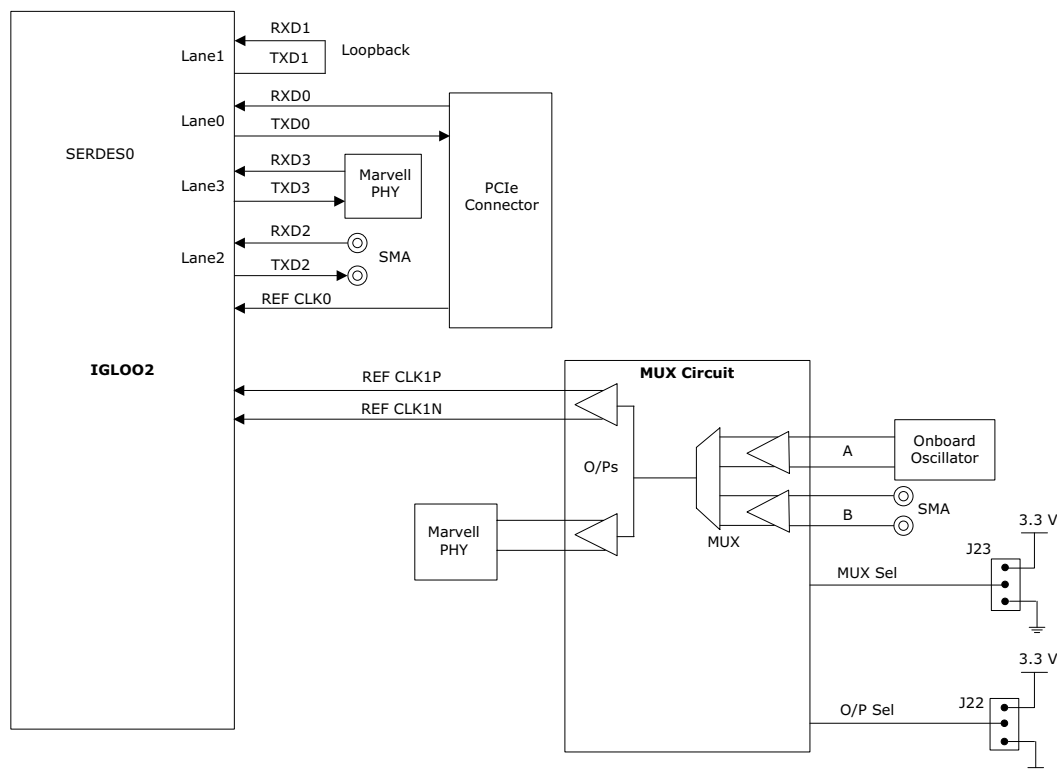 RXD1
Lane1
TXD1
Loopback
RXD0
Lane0
TXD0
SERDES0
RXD3
Lane3
TXD3
Marvell
PHY
PCIe
Connector
RXD2
Lane2
TXD2
SMA
REF CLK0
IGLOO2
REF CLK1P
REF CLK1N
MUX Circuit
O/Ps
MUX
A
B
Onboard
Oscillator
SMA
Marvell
PHY
3.3 V
J23
MUX Sel
3.3 V
J22
O/P Sel